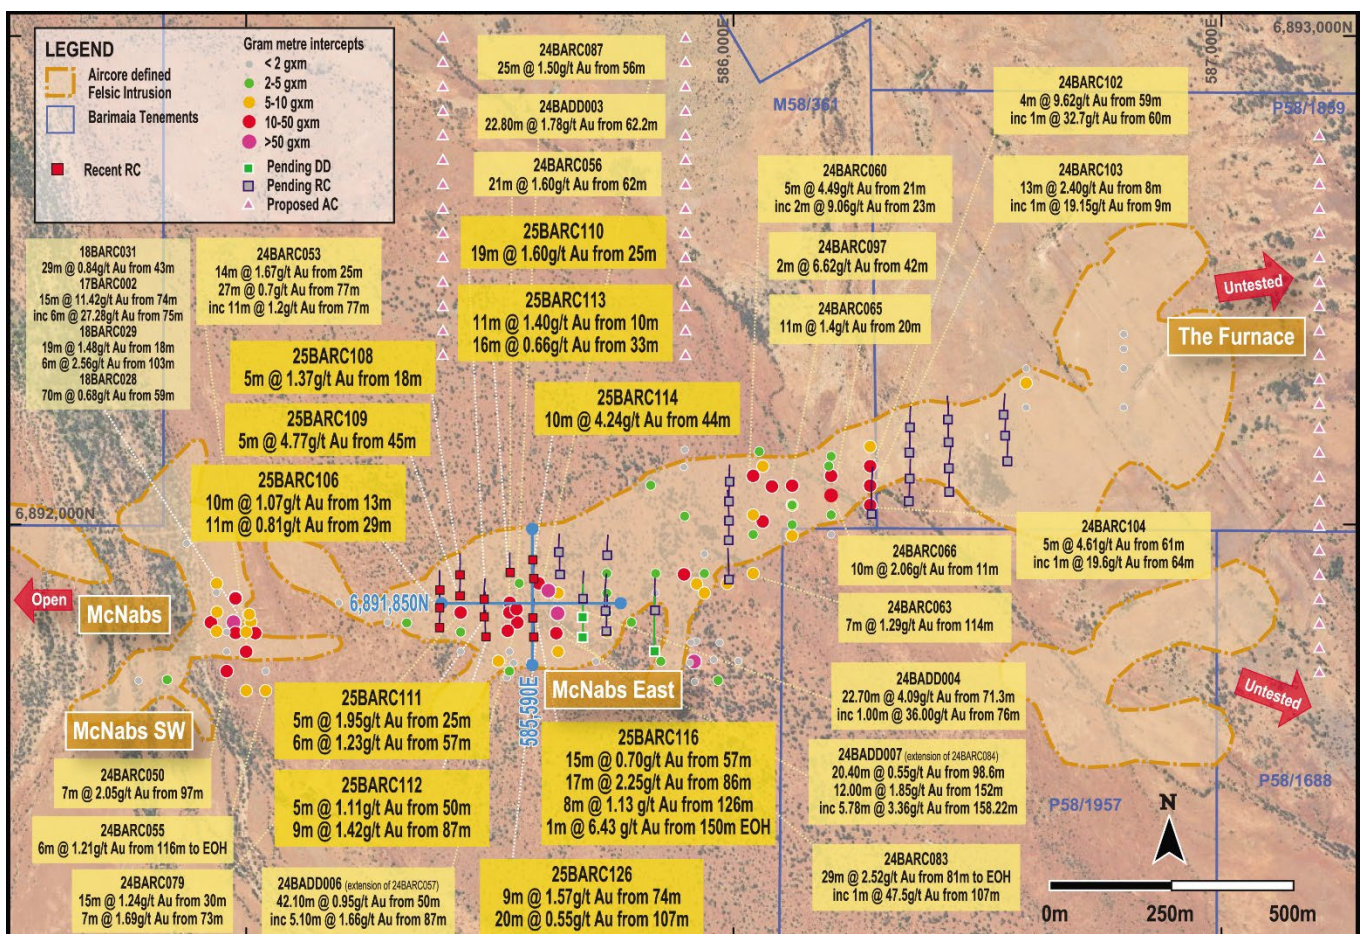 LEGEND
Aircore defined
Felsic Intrusion
Barimaia Tenements
Recent RC
Gram metre intercepts
< 2 gxm
2-5 gxm
5-10 gxm
10-50 gxm
>50 gxm
Pending DD
Pending RC
Proposed AC
24BARC087
25m @ 1.50g/t Au from 56m
24BADD003
22.80m @ 1.78g/t Au from 62.2m
24BARC056
21m @ 1.60g/t Au from 62m
25BARC110
19m @ 1.60g/t Au from 25m
25BARC113
11m @ 1.40g/t Au from 10m
16m @ 0.66g/t Au from 33m
25BARC114
10m @ 4.24g/t Au from 44m
586,000E
587,000E
6,893,000N
M58/361
P58/1859
24BARC102
4m @ 9.62g/t Au from 59m
inc 1m @ 32.7g/t Au from 60m
24BARC060
5m @ 4.49g/t Au from 21m
inc 2m @ 9.06g/t Au from 23m
24BARC103
13m @ 2.40g/t Au from 8m
inc 1m @ 19.15g/t Au from 9m
24BARC097
2m @ 6.62g/t Au from 42m
24BARC065
11m @ 1.4g/t Au from 20m
Untested
The Furnace
18BARC031
29m @ 0.84g/t Au from 43m
17BARC002
15m @ 11.42g/t Au from 74m
inc 6m @ 27.28g/t Au from 75m
18BARC029
19m @ 1.48g/t Au from 18m
6m @ 2.56g/t Au from 103m
18BARC028
70m @ 0.68g/t Au from 59m
24BARC053
14m @ 1.67g/t Au from 25m
27m @ 0.7g/t Au from 77m
inc 11m @ 1.2g/t Au from 77m
25BARC108
5m @ 1.37g/t Au from 18m
25BARC109
5m @ 4.77g/t Au from 45m
25BARC106
10m @ 1.07g/t Au from 13m
11m @ 0.81g/t Au from 29m
6,892,000N
Open
McNabs
6,891,850N
585,590E
McNabs East
McNabs SW
24BARC104
5m @ 4.61g/t Au from 61m
inc 1m @ 19.6g/t Au from 64m
24BARC066
10m @ 2.06g/t Au from 11m
24BARC063
7m @ 1.29g/t Au from 114m
24BADD004
22.70m @ 4.09g/t Au from 71.3m
inc 1.00m @ 36.00g/t Au from 76m
24BADD007 (extension of 24BARC084)
20.40m @ 0.55g/t Au from 98.6m
12.00m @ 1.85g/t Au from 152m
inc 5.78m @ 3.36g/t Au from 158.22m
24BARC083
29m @ 2.52g/t Au from 81m to EOH
inc 1m @ 47.5g/t Au from 107m
Untested
P58/1688
P58/1957
25BARC111
5m @ 1.95g/t Au from 25m
6m @ 1.23g/t Au from 57m
25BARC112
5m @ 1.11g/t Au from 50m
9m @ 1.42g/t Au from 87m
25BARC116
15m @ 0.70g/t Au from 57m
17m @ 2.25g/t Au from 86m
8m @ 1.13 g/t Au from 126m
1m @ 6.43 g/t Au from 150m EOH
25BARC126
9m @ 1.57g/t Au from 74m
20m @ 0.55g/t Au from 107m
24BARC050
7m @ 2.05g/t Au from 97m
24BARC055
6m @ 1.21g/t Au from 116m to EOH
24BARC079
15m @ 1.24g/t Au from 30m
7m @ 1.69g/t Au from 73m
24BADD006 (extension of 24BARC057)
42.10m @ 0.95g/t Au from 50m
inc 5.10m @ 1.66g/t Au from 87m
N
0m 250m 500m